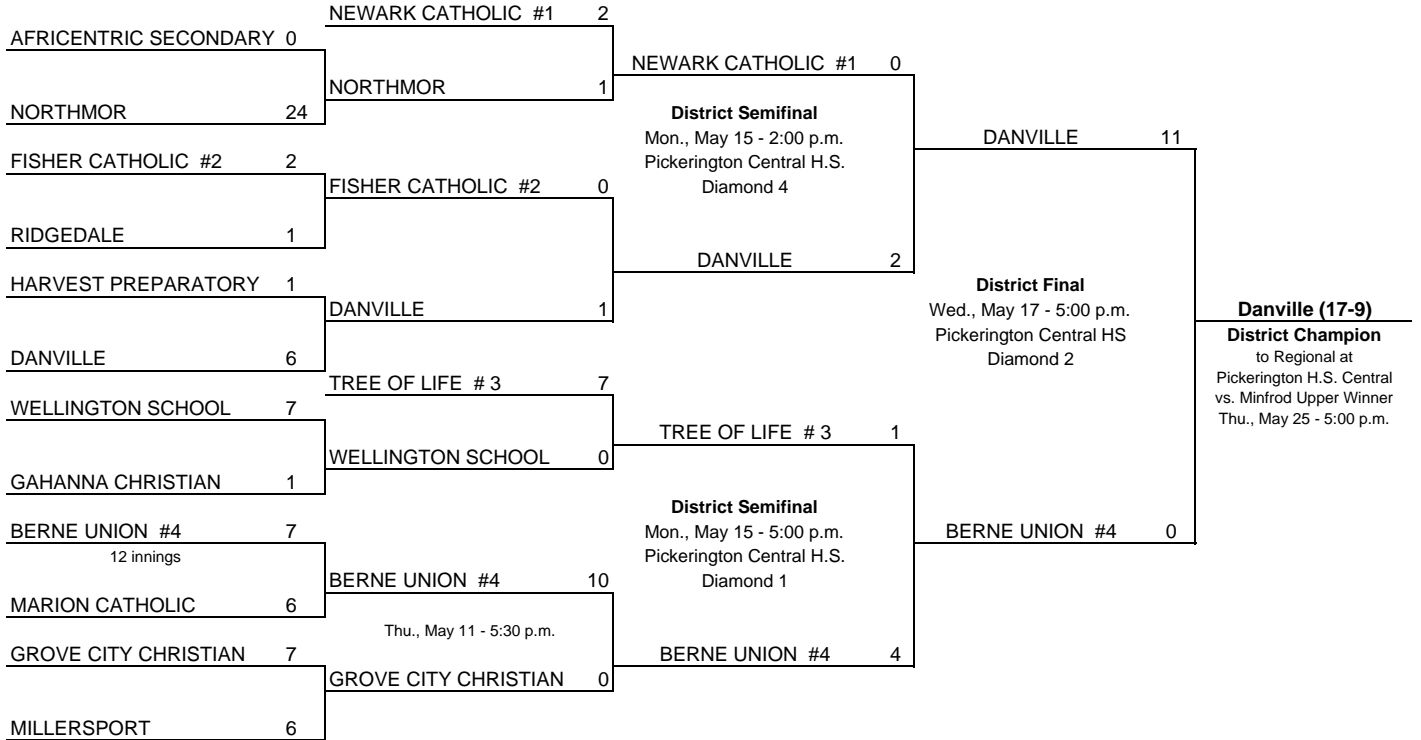 NEWARK CATHOLIC #1 2
AFRICENTRIC SECONDARY 0
NEWARK CATHOLIC #1 0
NORTHMOR 1
NORTHMOR 24
District Semifinal
Mon., May 15 - 2:00 p.m.
Pickerington Central H.S.
Diamond 4
DANVILLE 11
FISHER CATHOLIC #2 2
FISHER CATHOLIC #2 0
RIDGEDALE 1
DANVILLE 2
HARVEST PREPARATORY 1
DANVILLE 1
District Final
Wed., May 17 - 5:00 p.m.
Pickerington Central HS
Diamond 2
Danville (17-9)
District Champion
to Regional at
Pickerington H.S. Central
vs. Minfrod Upper Winner
Thu., May 25 - 5:00 p.m.
DANVILLE 6
TREE OF LIFE # 3 7
WELLINGTON SCHOOL 7
TREE OF LIFE # 3 1
WELLINGTON SCHOOL 0
GAHANNA CHRISTIAN 1
District Semifinal
Mon., May 15 - 5:00 p.m.
Pickerington Central H.S.
Diamond 1
BERNE UNION #4 0
BERNE UNION #4 7
12 innings
BERNE UNION #4 10
MARION CATHOLIC 6
Thu., May 11 - 5:30 p.m.
GROVE CITY CHRISTIAN 7
BERNE UNION #4 4
GROVE CITY CHRISTIAN 0
MILLERSPORT 6